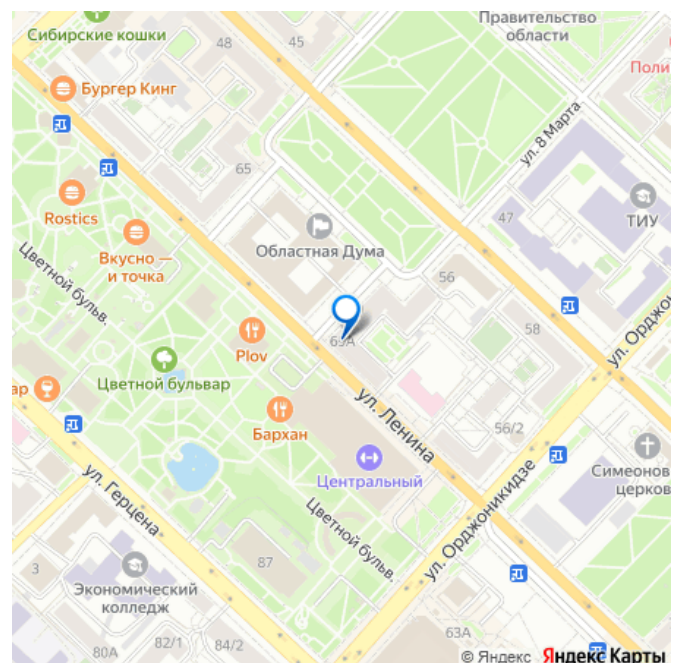 Правительство
области
Сибирские кошки
48
45
Поли
Бургер Кинг
ул. 8 Марта
65
Rostics
47
ТИУ
Вкусно —
и точка
Областная Дума
56
Цветной бульв.
58
Plov
ул. Орджо
Цветной бульвар
ар
ул. Ленина
Бархан
56/2
Центральный
Симеонов
церков
ул. Герцена
Цветной бульв.
ул. Орджоникидзе
87
3
Экономический
колледж
63А
80А
82/1
84/2
© Яндекс Яндекс Карты